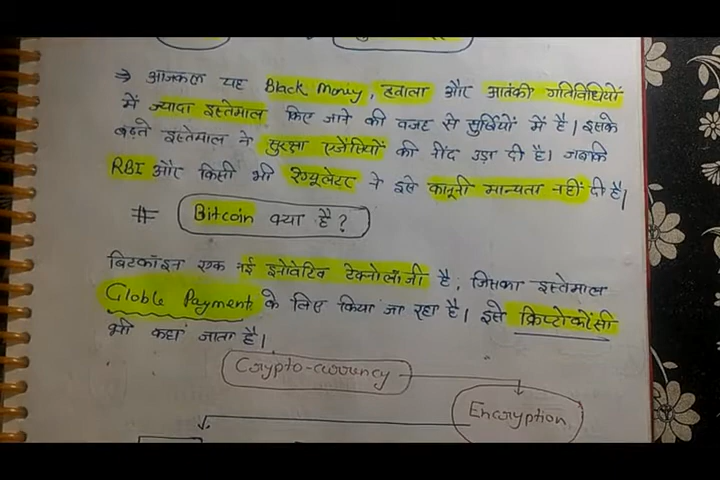 ⇒ आजकल यह Black Money, हवाला और आतंकी गतिविधियों
में ज्यादा इस्तेमाल किए जाने की वजह से सुर्खियों में है। इसके
बढ़ते इस्तेमाल ने सुरक्षा एजेंसियों की नींद उड़ा दी है। जबकि
RBI और किसी भी रेग्यूलेटर ने इसे कानूनी मान्यता नहीं दी है।
# Bitcoin क्या है?
बिटकॉइन एक नई इनोवेटिव टेक्नोलॉजी है, जिसका इस्तेमाल
Globle Payment के लिए किया जा रहा है। इसे क्रिप्टोकरेंसी
भी कहां जाता है।
Crypto-currency
Encryption